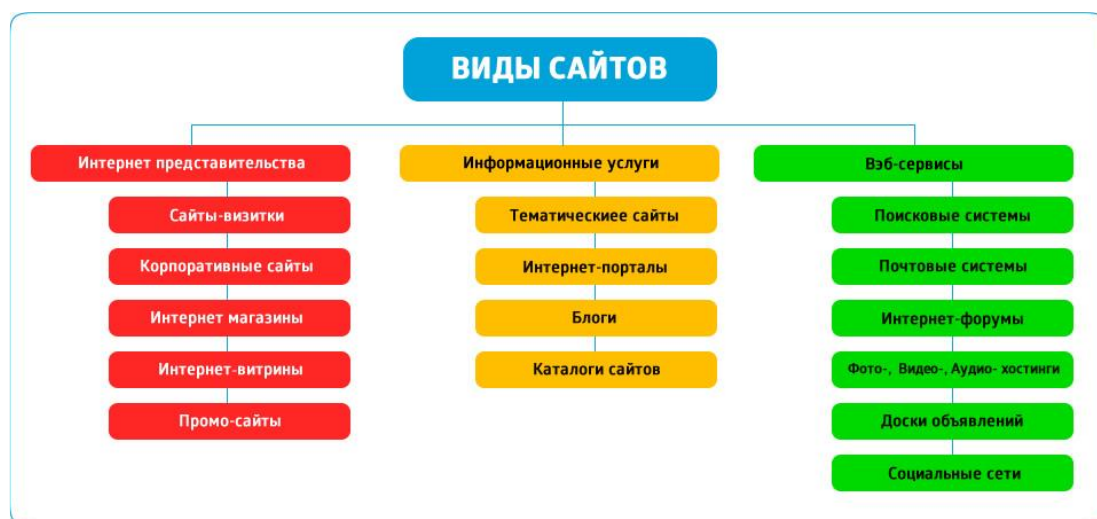 ВИДЫ САЙТОВ
Интернет представительства
Сайты-визитки
Корпоративные сайты
Интернет магазины
Интернет-витрины
Промо-сайты
Информационные услуги
Тематическиее сайты
Интернет-порталы
Блоги
Каталоги сайтов
Вэб-сервисы
Поисковые системы
Почтовые системы
Интернет-форумы
Фото-, Видео-, Аудио- хостинги
Доски объявлений
Социальные сети